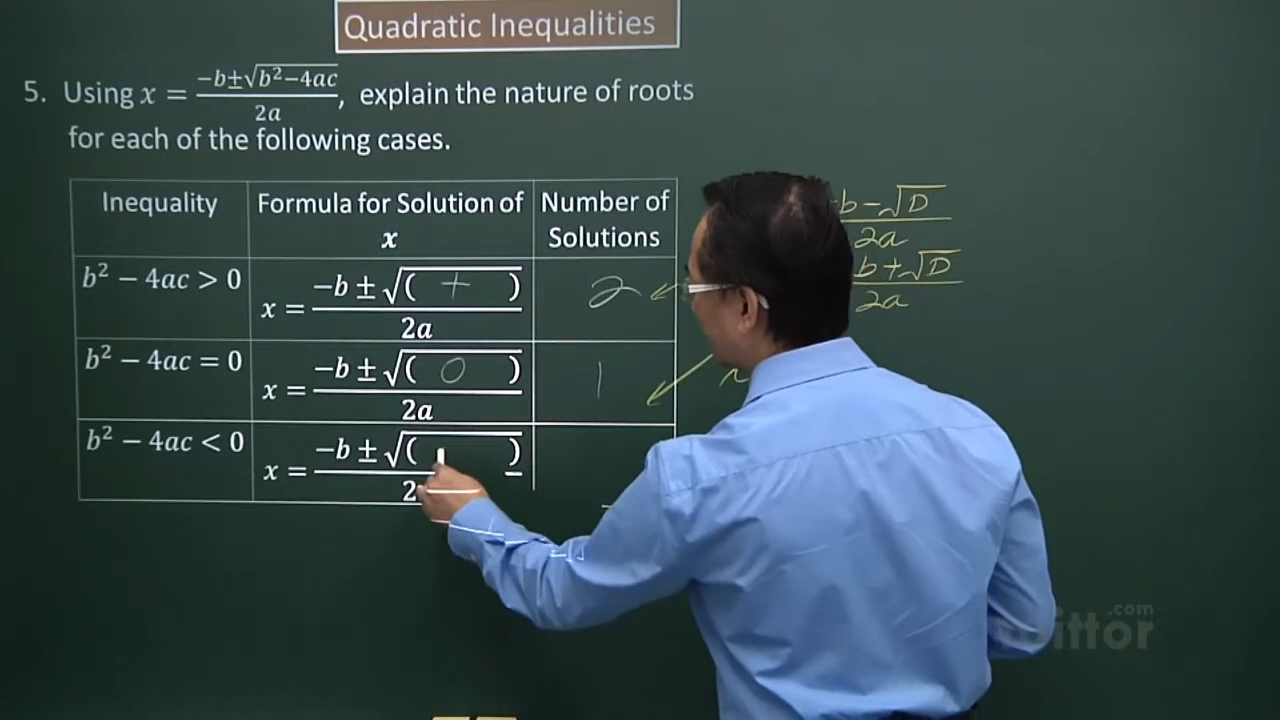 Quadratic Inequalities
5. Using x = (−b±√(b²−4ac))/(2a), explain the nature of roots
for each of the following cases.
Inequality
Formula for Solution of
x
Number of
Solutions
b² − 4ac > 0
x = (−b ± √( + ))/(2a)
2
b² − 4ac = 0
x = (−b ± √( 0 ))/(2a)
1
b² − 4ac < 0
x = (−b ± √( ))/2
b − √D
2a
b + √D
2a
.com